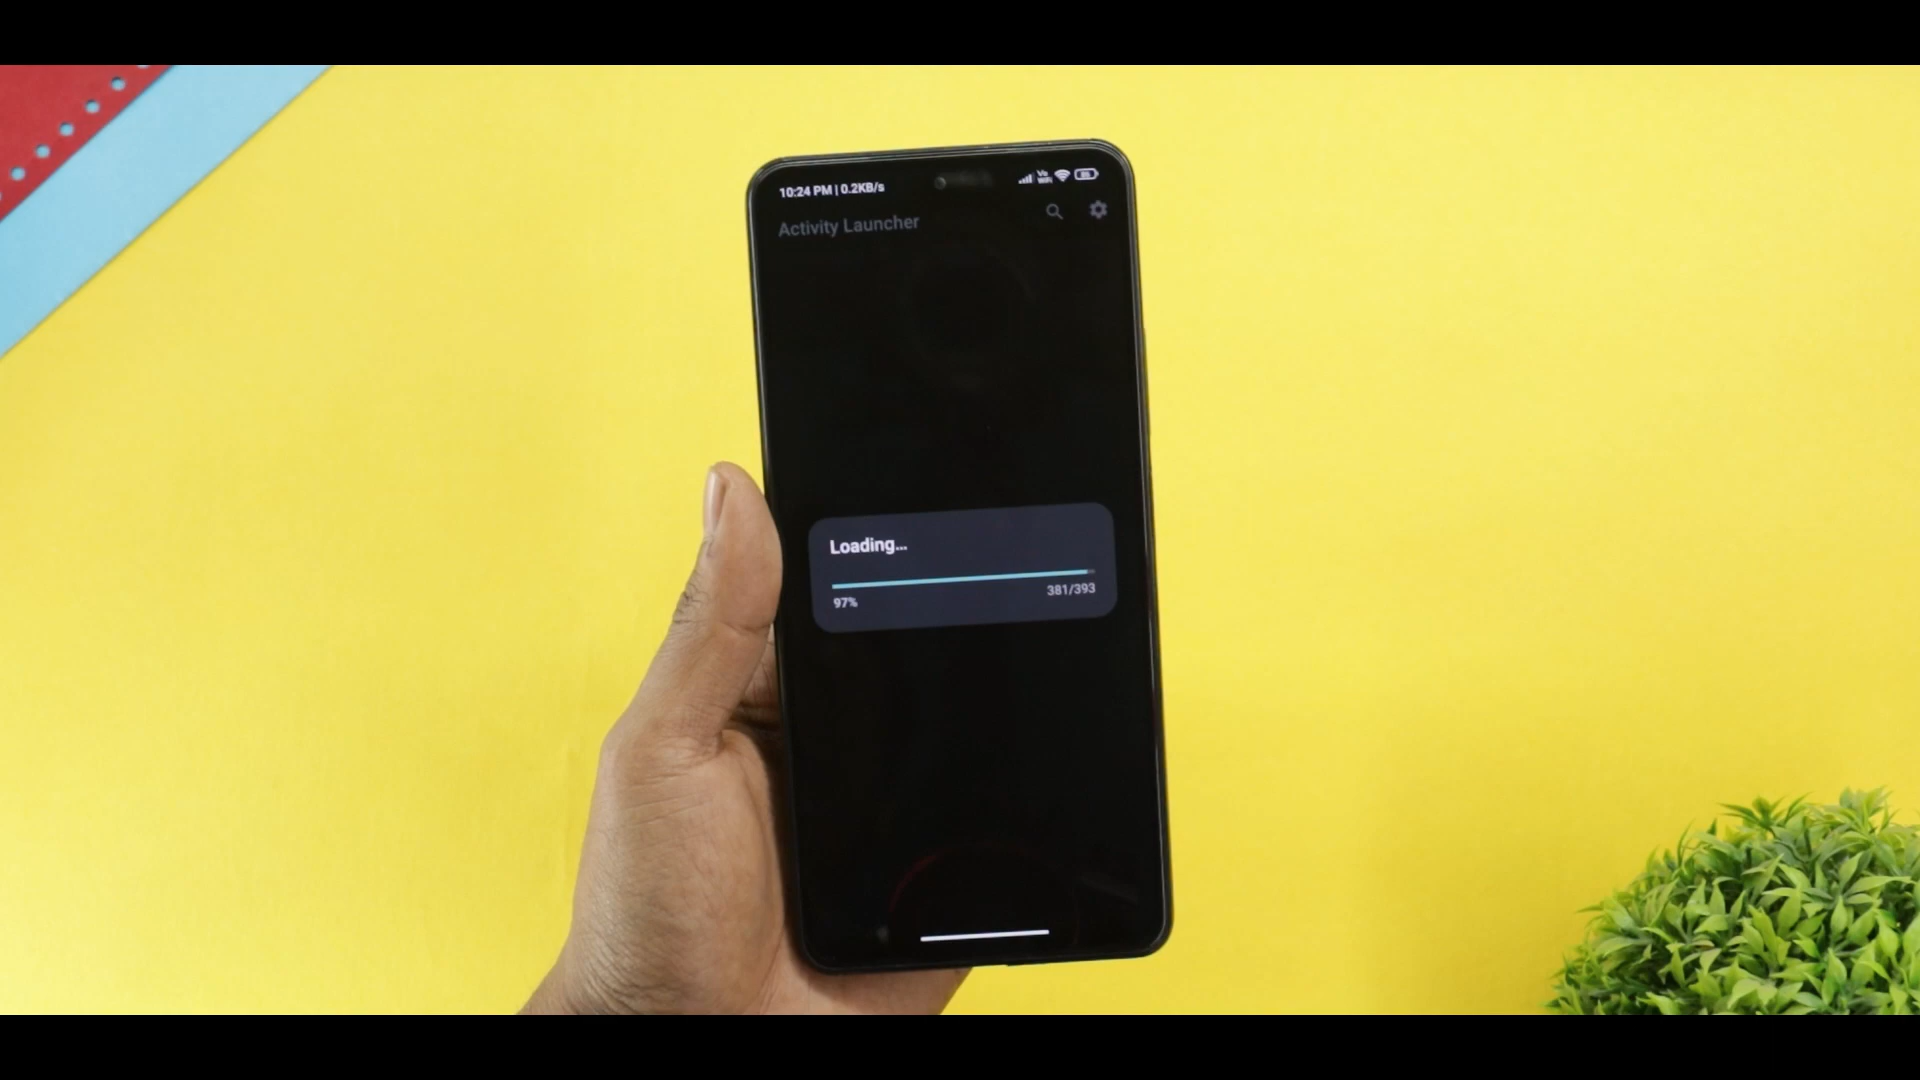 10:24 PM | 0.2KB/s
Activity Launcher
Loading...
97%
381/393